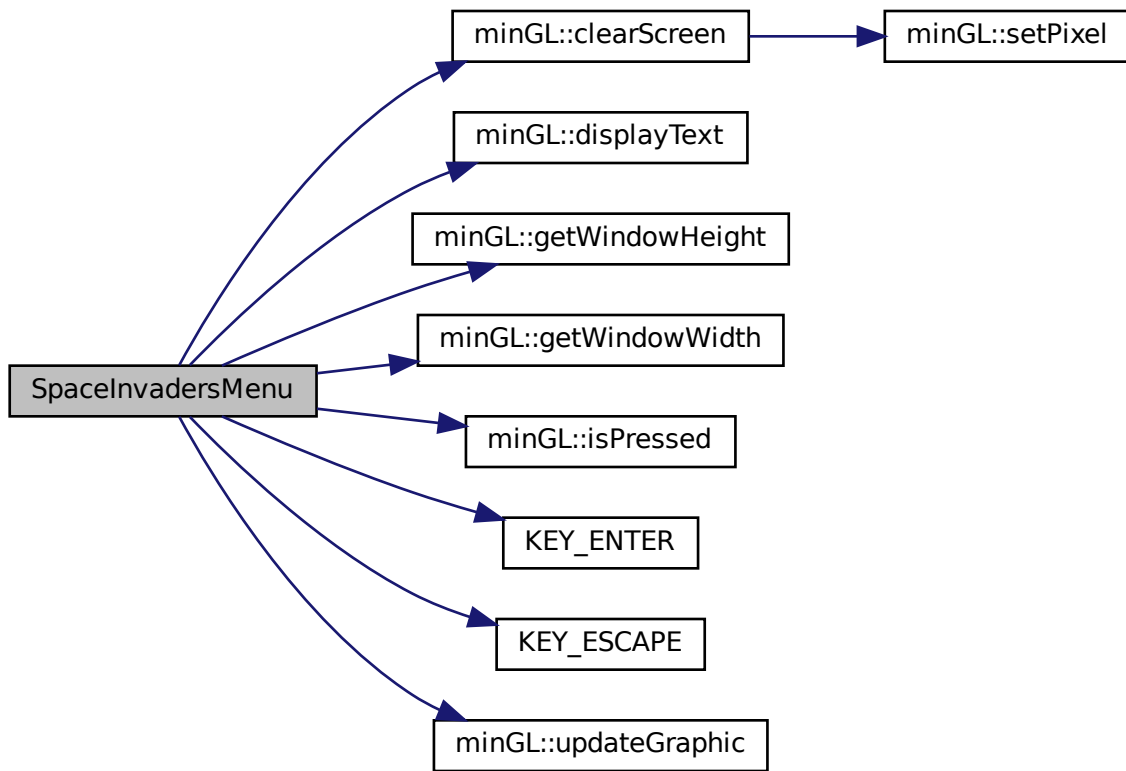 minGL::clearScreen
minGL::setPixel
minGL::displayText
minGL::getWindowHeight
minGL::getWindowWidth
SpaceInvadersMenu
minGL::isPressed
KEY_ENTER
KEY_ESCAPE
minGL::updateGraphic